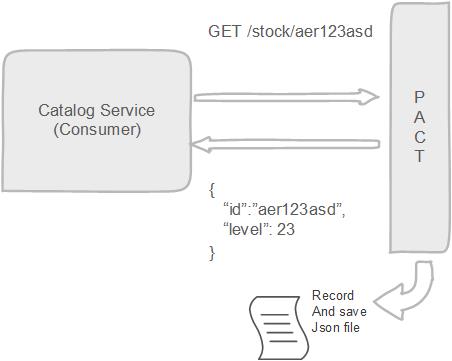 GET /stock/aer123asd
Catalog Service
(Consumer)
P
A
C
T
{
“id”:”aer123asd”,
“level”: 23
}
Record
And save
Json file